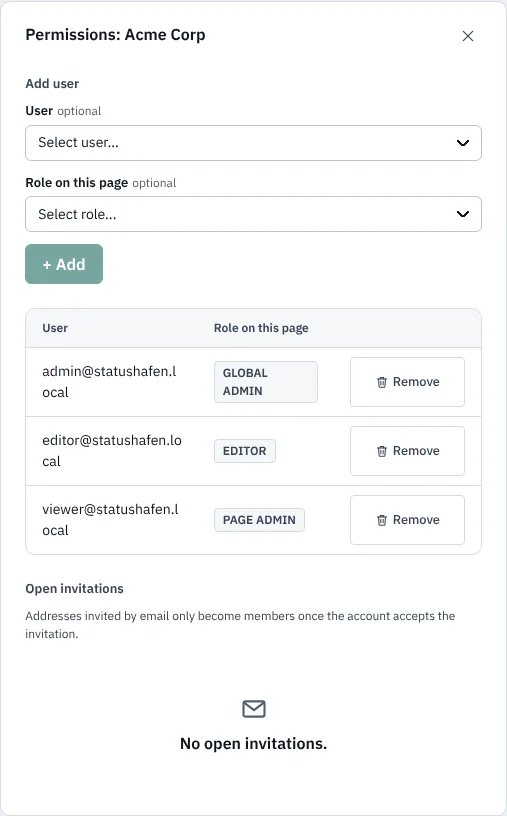 Permissions: Acme Corp
Add user
User optional
Select user...
Role on this page optional
Select role...
+ Add
User Role on this page
admin@statushafen.l
ocal
GLOBAL
ADMIN
Remove
editor@statushafen.lo
cal
EDITOR
Remove
viewer@statushafen.l
ocal
PAGE ADMIN
Remove
Open invitations
Addresses invited by email only become members once the account accepts the
invitation.
No open invitations.